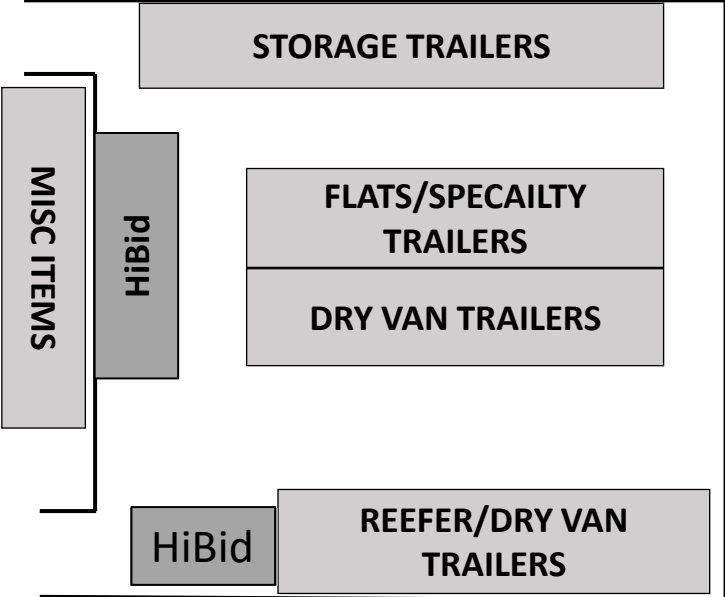 STORAGE TRAILERS
MISC ITEMS
HiBid
FLATS/SPECAILTY
TRAILERS
DRY VAN TRAILERS
HiBid
REEFER/DRY VAN
TRAILERS